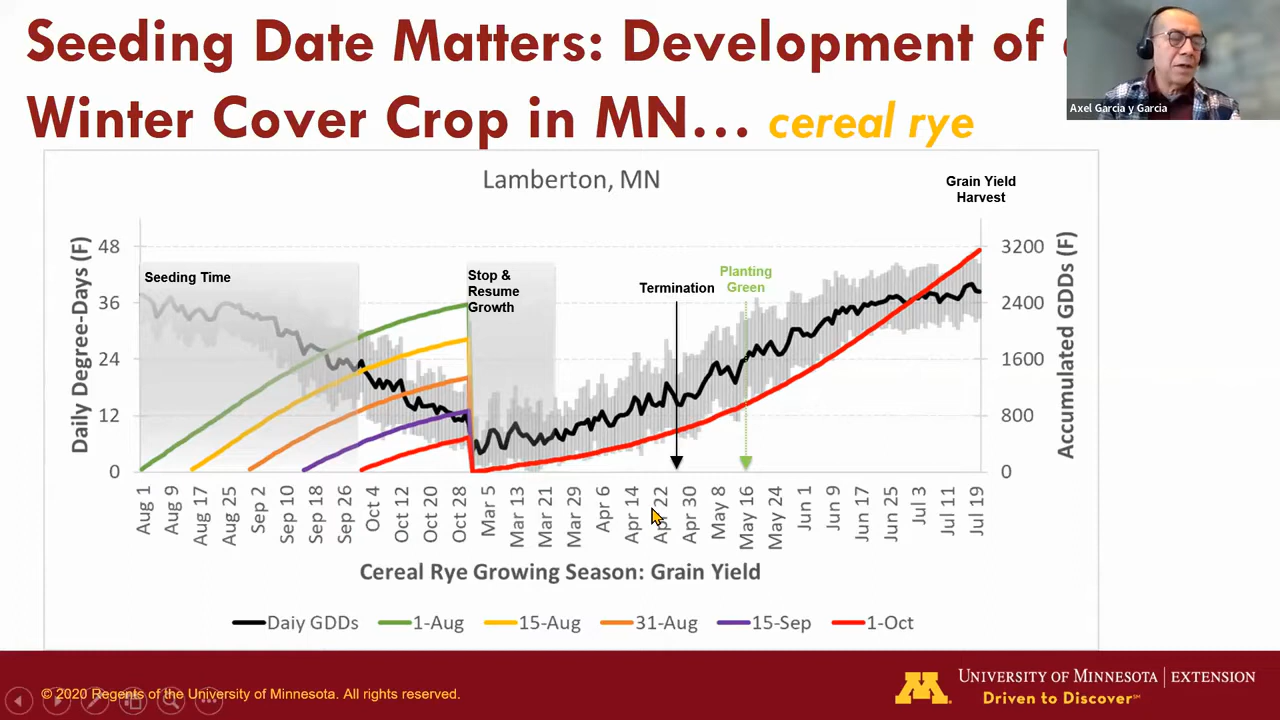 Seeding Date Matters: Development of
Winter Cover Crop in MN... cereal rye
Axel Garcia y Garcia
Lamberton, MN
Grain Yield
Harvest
Daily Degree-Days (F)
48
36
24
12
0
Seeding Time
Stop &
Resume
Growth
Termination
Planting
Green
3200
2400
1600
800
0
Accumulated GDDs (F)
Aug 1
Aug 9
Aug 17
Aug 25
Sep 2
Sep 10
Sep 18
Sep 26
Oct 4
Oct 12
Oct 20
Oct 28
Mar 5
Mar 13
Mar 21
Mar 29
Apr 6
Apr 14
Apr 22
Apr 30
May 8
May 16
May 24
Jun 1
Jun 9
Jun 17
Jun 25
Jul 3
Jul 11
Jul 19
Cereal Rye Growing Season: Grain Yield
Daiy GDDs
1-Aug
15-Aug
31-Aug
15-Sep
1-Oct
© 2020 Regents of the University of Minnesota. All rights reserved.
M
UNIVERSITY OF MINNESOTA | EXTENSION
Driven to Discover℠